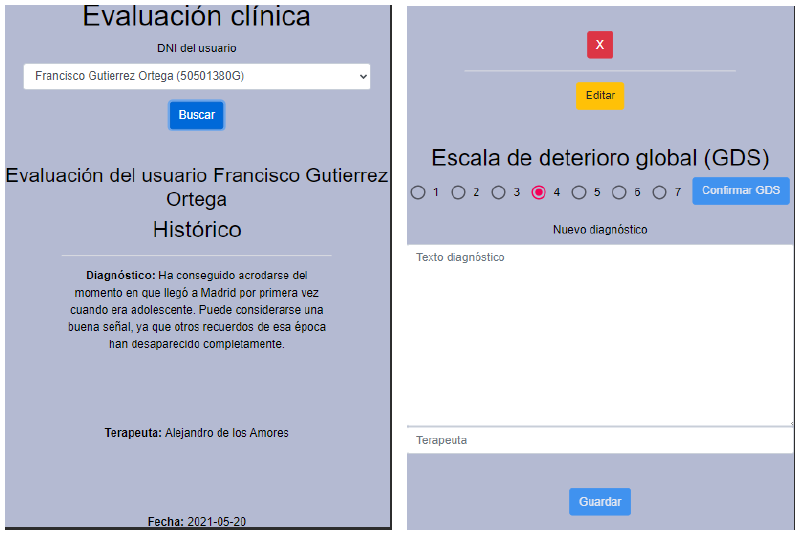 Evaluación clínica
DNI del usuario
Francisco Gutierrez Ortega (50501380G)
Buscar
Evaluación del usuario Francisco Gutierrez
Ortega
Histórico
Diagnóstico: Ha conseguido acrodarse del
momento en que llegó a Madrid por primera vez
cuando era adolescente. Puede considerarse una
buena señal, ya que otros recuerdos de esa época
han desaparecido completamente.
Terapeuta: Alejandro de los Amores
Fecha: 2021-05-20
X
Editar
Escala de deterioro global (GDS)
1 2 3 4 5 6 7 Confirmar GDS
Nuevo diagnóstico
Texto diagnóstico
Terapeuta
Guardar